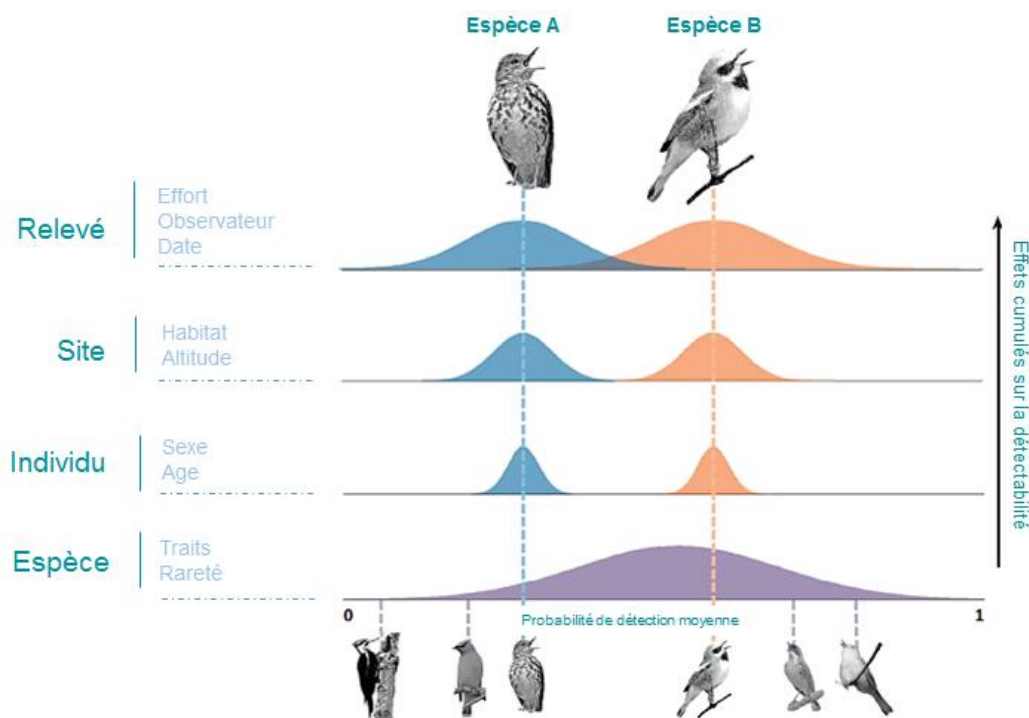 Espèce A
Espèce B
Relevé
Effort
Observateur
Date
Site
Habitat
Altitude
Individu
Sexe
Age
Espèce
Traits
Rareté
0
Probabilité de détection moyenne
1
Effets cumulés sur la détectabilité